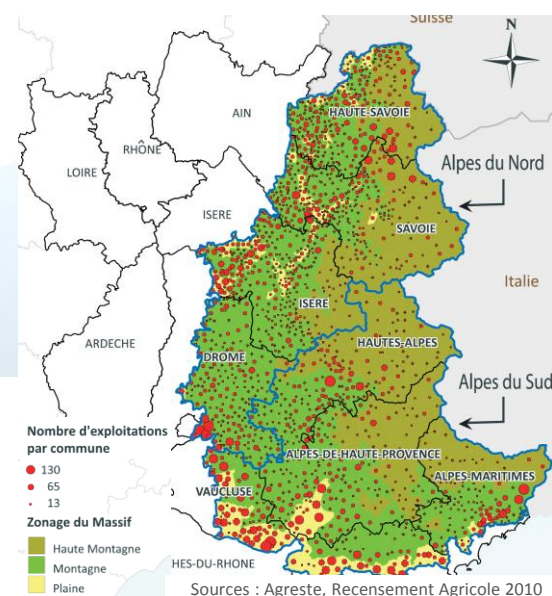 Suisse
N
AIN
HAUTE-SAVOIE
RHÔNE
LOIRE
Alpes du Nord
ISERE
SAVOIE
Italie
ISERE
ARDECHE
HAUTES-ALPES
DROME
Alpes du Sud
Nombre d'exploitations
par commune
130
65
13
ALPES-DE-HAUTE-PROVENCE
ALPES-MARITIMES
VAUCLUSE
Zonage du Massif
Haute Montagne
Montagne
Plaine
HES-DU-RHONE
Sources : Agreste, Recensement Agricole 2010